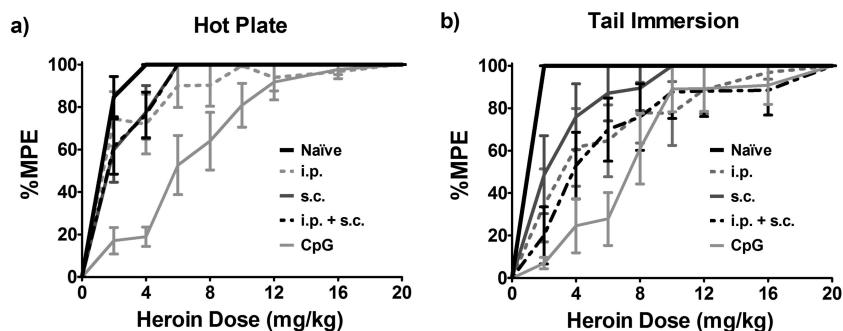 a)
Hot Plate
%MPE
100
80
60
40
20
0
0
4
8
12
16
20
Heroin Dose (mg/kg)
Naïve
i.p.
s.c.
i.p. + s.c.
CpG
b)
Tail Immersion
%MPE
100
80
60
40
20
0
0
4
8
12
16
20
Heroin Dose (mg/kg)
Naïve
i.p.
s.c.
i.p. + s.c.
CpG